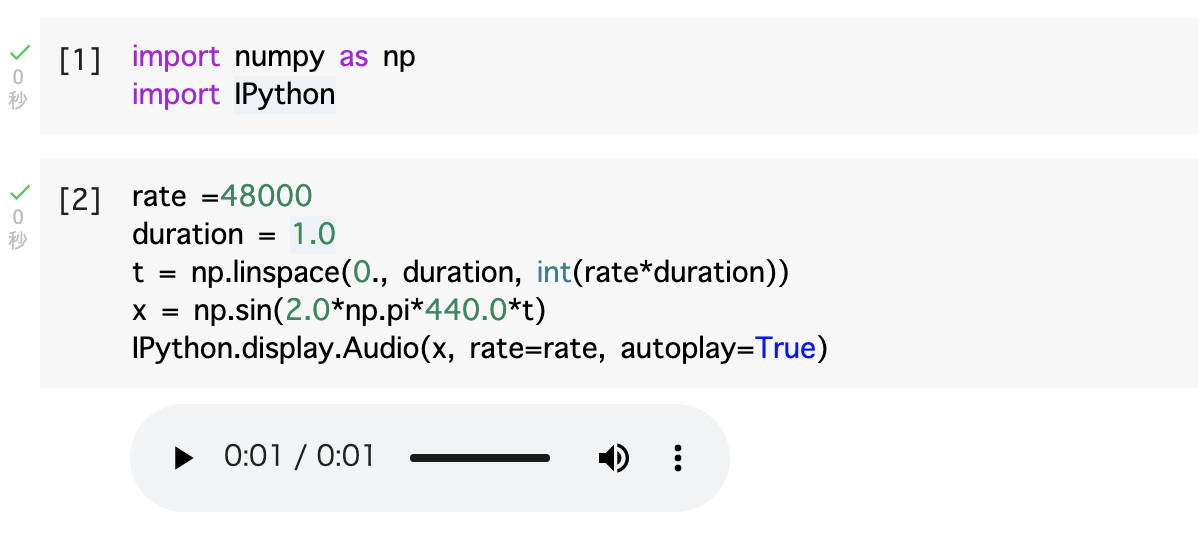 [1] import numpy as np
import IPython
0
秒
[2] rate =48000
duration = 1.0
t = np.linspace(0., duration, int(rate*duration))
x = np.sin(2.0*np.pi*440.0*t)
IPython.display.Audio(x, rate=rate, autoplay=True)
0
秒
0:01 / 0:01